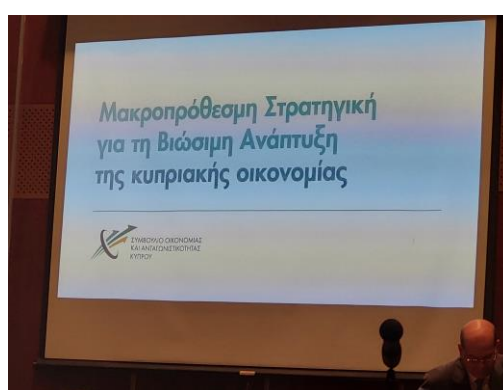 Μακροπρόθεσμη Στρατηγική
για τη Βιώσιμη Ανάπτυξη
της κυπριακής οικονομίας
ΣΥΜΒΟΥΛΙΟ ΟΙΚΟΝΟΜΙΑΣ
ΚΑΙ ΑΝΤΑΓΩΝΙΣΤΙΚΟΤΗΤΑΣ
ΚΥΠΡΟΥ